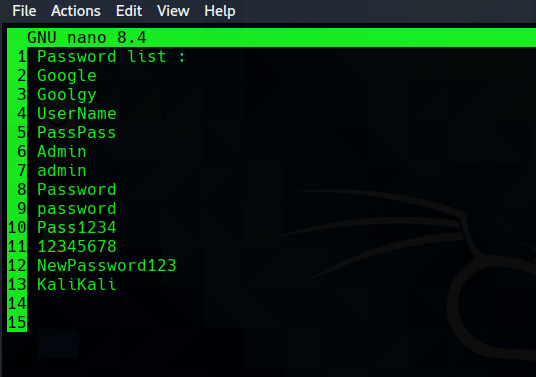 File Actions Edit View Help
GNU nano 8.4
1 Password list :
2 Google
3 Goolgy
4 UserName
5 PassPass
6 Admin
7 admin
8 Password
9 password
10 Pass1234
11 12345678
12 NewPassword123
13 KaliKali
14
15